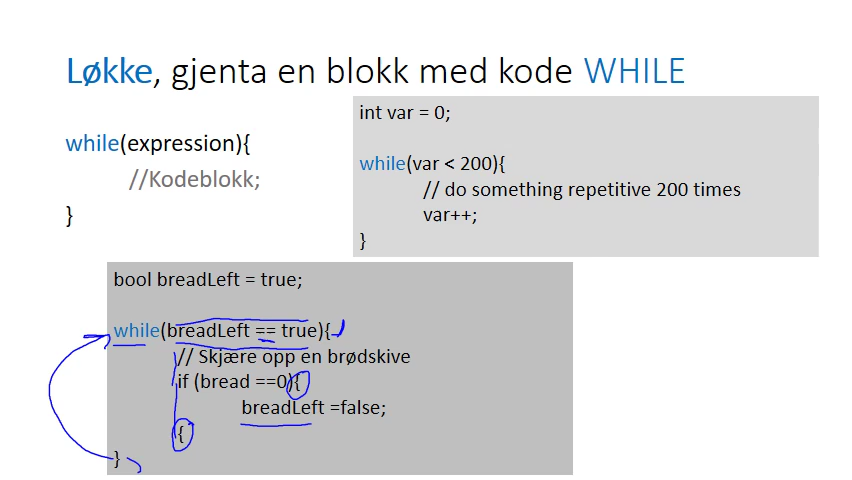 Løkke, gjenta en blokk med kode WHILE
while(expression){
//Kodeblokk;
}
int var = 0;
while(var < 200){
// do something repetitive 200 times
var++;
}
bool breadLeft = true;
while(breadLeft == true){
// Skjære opp en brødskive
if (bread ==0){
breadLeft =false;
{
}